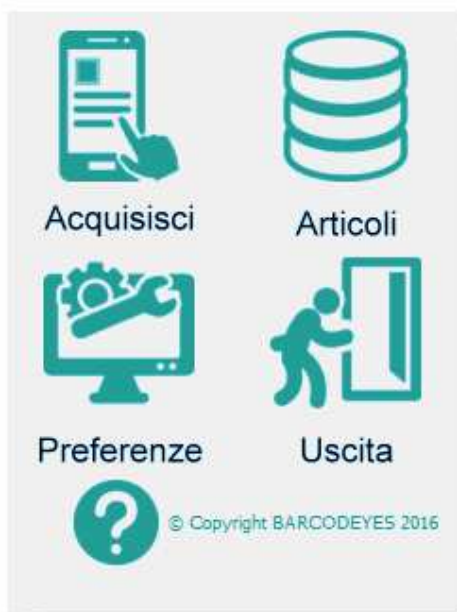 Acquisisci
Articoli
Preferenze
Uscita
? © Copyright BARCODEYES 2016